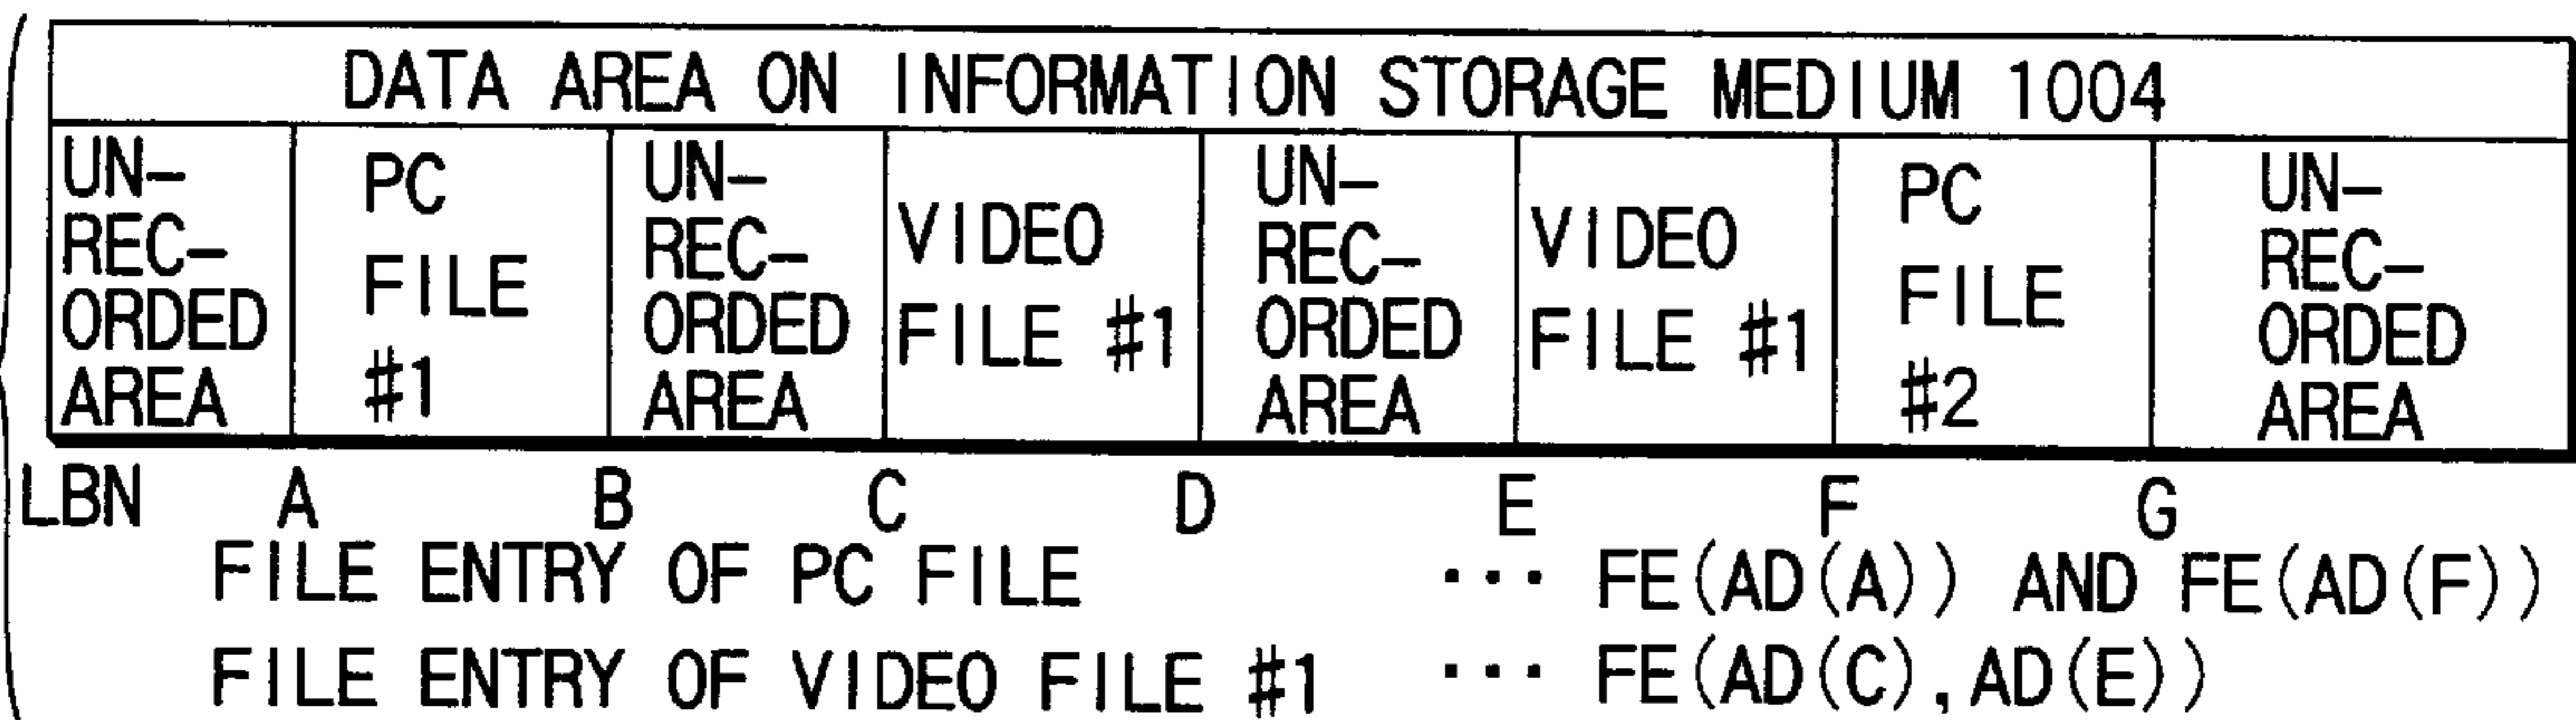 DATA AREA ON INFORMATION STORAGE MEDIUM 1004
UN-
REC-
ORDED
AREA
PC
FILE
#1
UN-
REC-
ORDED
AREA
VIDEO
FILE #1
UN-
REC-
ORDED
AREA
VIDEO
FILE #1
PC
FILE
#2
UN-
REC-
ORDED
AREA
LBN A B C D E F G
FILE ENTRY OF PC FILE ··· FE(AD(A)) AND FE(AD(F))
FILE ENTRY OF VIDEO FILE #1 ··· FE(AD(C),AD(E))